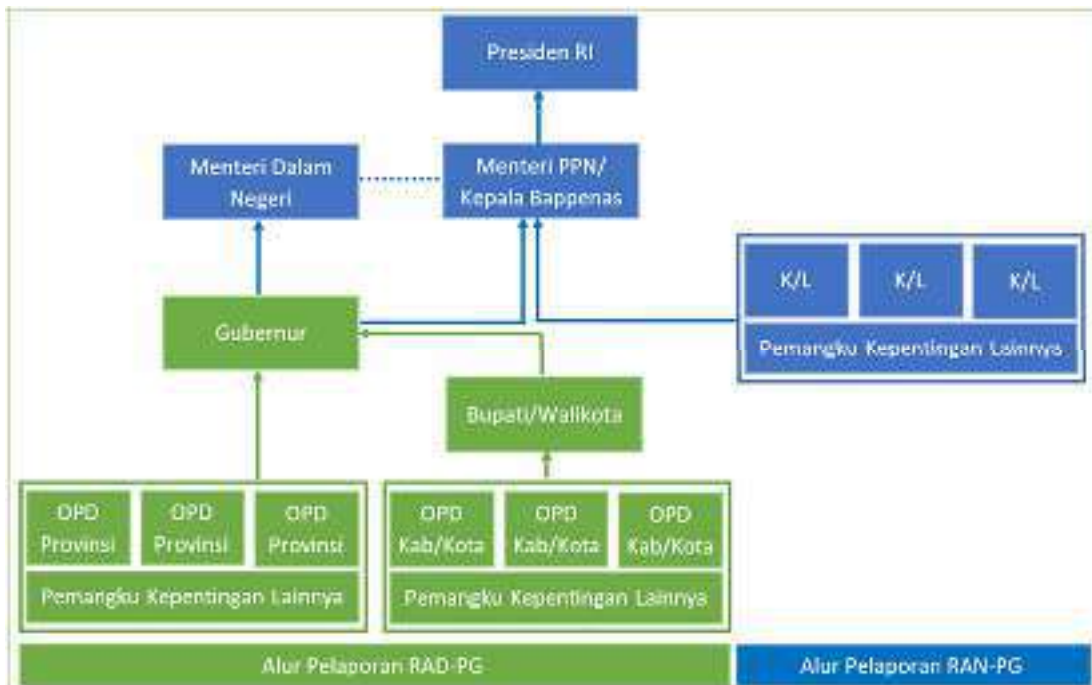 Presiden RI
Menteri Dalam
Negeri
Menteri PPN/
Kepala Bappenas
K/L
K/L
K/L
Pemangku Kepentingan Lainnya
Gubernur
Bupati/Walikota
OPD
Provinsi
OPD
Provinsi
OPD
Provinsi
Pemangku Kepentingan Lainnya
OPD
Kab/Kota
OPD
Kab/Kota
OPD
Kab/Kota
Pemangku Kepentingan Lainnya
Alur Pelaporan RAD-PG
Alur Pelaporan RAN-PG